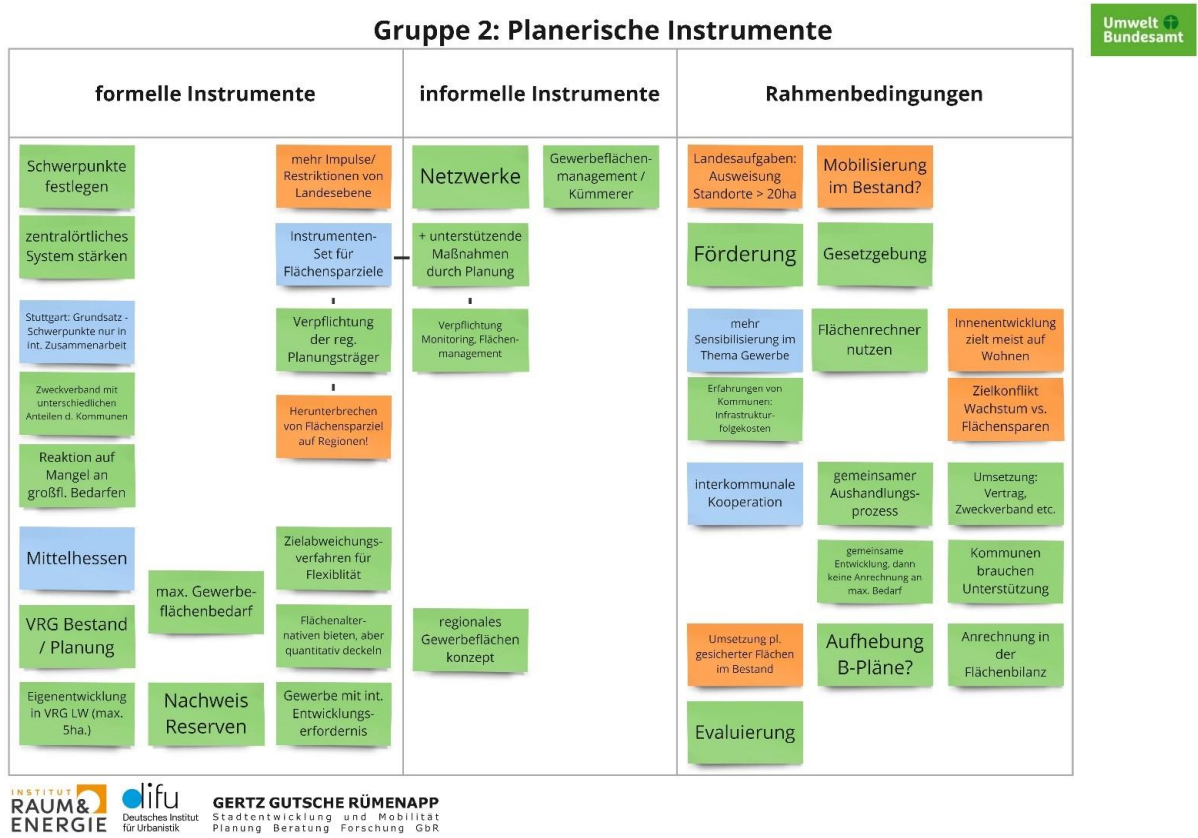 Gruppe 2: Planerische Instrumente
Umwelt
Bundesamt
formelle Instrumente
informelle Instrumente
Rahmenbedingungen
Schwerpunkte
festlegen
mehr Impulse/
Restriktionen von
Landesebene
zentralörtliches
System stärken
Instrumenten-
Set für
Flächensparziele
Stuttgart: Grundsatz -
Schwerpunkte nur in
int. Zusammenarbeit
Verpflichtung
der reg.
Planungsträger
Zweckverband mit
unterschiedlichen
Anteilen d. Kommunen
Herunterbrechen
von Flächensparziel
auf Regionen!
Reaktion auf
Mangel an
großfl. Bedarfen
Mittelhessen
max. Gewerbe-
flächenbedarf
Zielabweichungs-
verfahren für
Flexiblität
VRG Bestand
/ Planung
Flächenalter-
nativen bieten, aber
quantitativ deckeln
Eigenentwicklung
in VRG LW (max.
5ha.)
Nachweis
Reserven
Gewerbe mit int.
Entwicklungs-
erfordernis
Netzwerke
Gewerbeflächen-
management /
Kümmerer
+ unterstützende
Maßnahmen
durch Planung
Verpflichtung
Monitoring, Flächen-
management
regionales
Gewerbeflächen
konzept
Landesaufgaben:
Ausweisung
Standorte > 20ha
Mobilisierung
im Bestand?
Förderung
Gesetzgebung
mehr
Sensibilisierung im
Thema Gewerbe
Flächenrechner
nutzen
Innenentwicklung
zielt meist auf
Wohnen
Erfahrungen von
Kommunen:
Infrastruktur-
folgekosten
Zielkonflikt
Wachstum vs.
Flächensparen
interkommunale
Kooperation
gemeinsamer
Aushandlungs-
prozess
Umsetzung:
Vertrag,
Zweckverband etc.
gemeinsame
Entwicklung, dann
keine Anrechnung an
max. Bedarf
Kommunen
brauchen
Unterstützung
Umsetzung pl.
gesicherter Flächen
im Bestand
Aufhebung
B-Pläne?
Anrechnung in
der
Flächenbilanz
Evaluierung
INSTITUT
RAUM&
ENERGIE
difu
Deutsches Institut
für Urbanistik
GERTZ GUTSCHE RÜMENAPP
Stadtentwicklung und Mobilität
Planung Beratung Forschung GbR